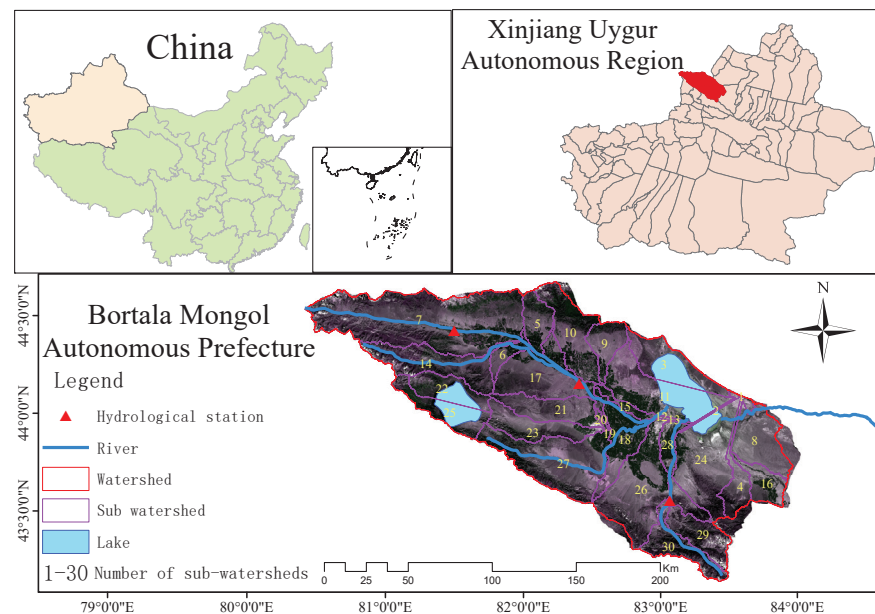 China
Xinjiang Uygur
Autonomous Region
Bortala Mongol
Autonomous Prefecture
Legend
Hydrological station
River
Watershed
Sub watershed
Lake
1-30 Number of sub-watersheds
N
44°30'0"N
44°0'0"N
43°30'0"N
7
5
10
9
3
14
6
17
22
25
21
15
11
12
13
2
1
20
19
18
23
28
24
8
27
26
4
16
29
30
0
25
50
100
150
200
Km
79°0'0"E
80°0'0"E
81°0'0"E
82°0'0"E
83°0'0"E
84°0'0"E